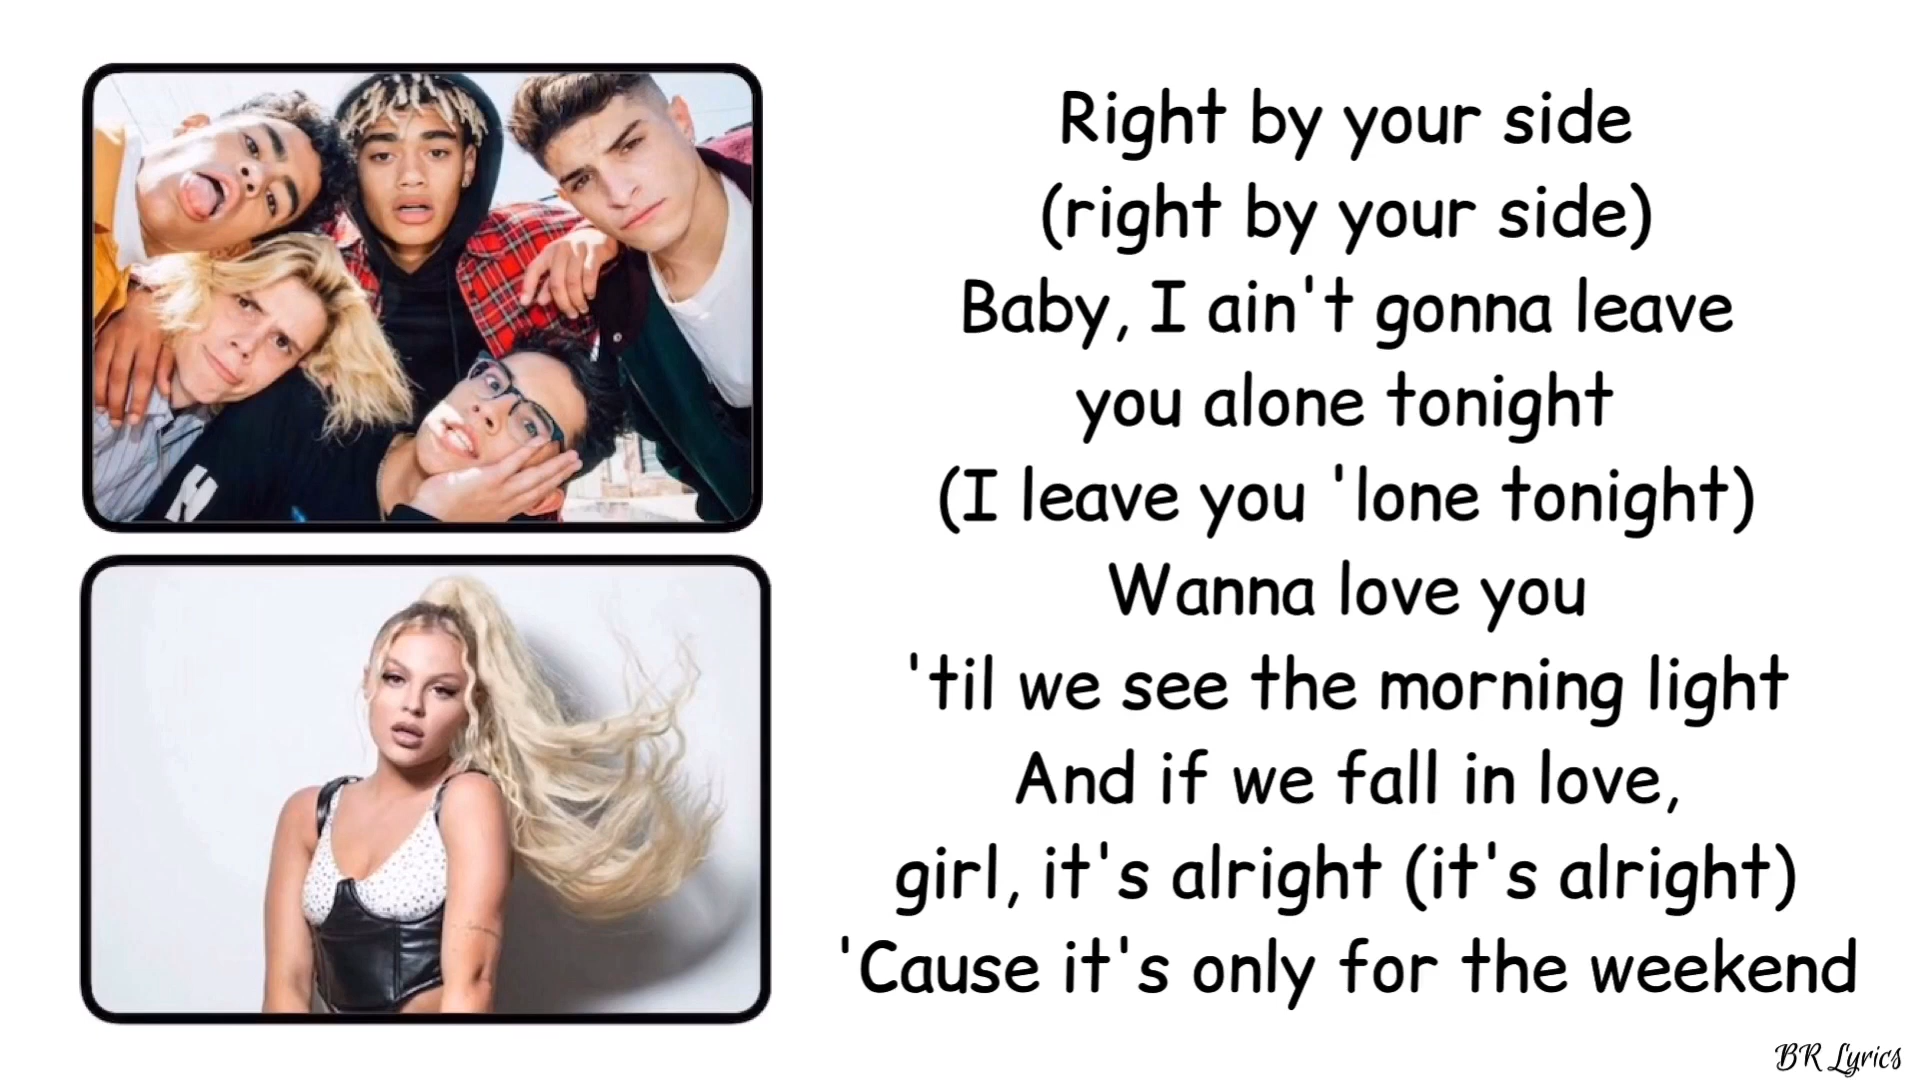 Right by your side
(right by your side)
Baby, I ain't gonna leave
you alone tonight
(I leave you 'lone tonight)
Wanna love you
'til we see the morning light
And if we fall in love,
girl, it's alright (it's alright)
'Cause it's only for the weekend
BR Lyrics